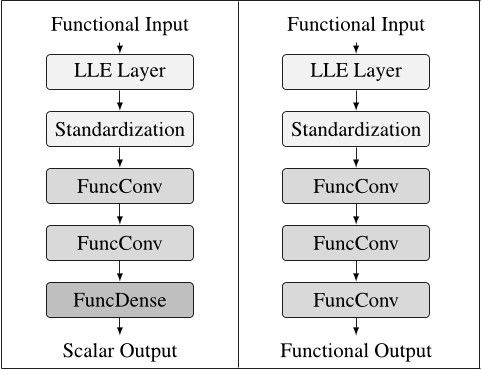 Functional Input
LLE Layer
Standardization
FuncConv
FuncConv
FuncDense
Scalar Output
Functional Input
LLE Layer
Standardization
FuncConv
FuncConv
FuncConv
Functional Output